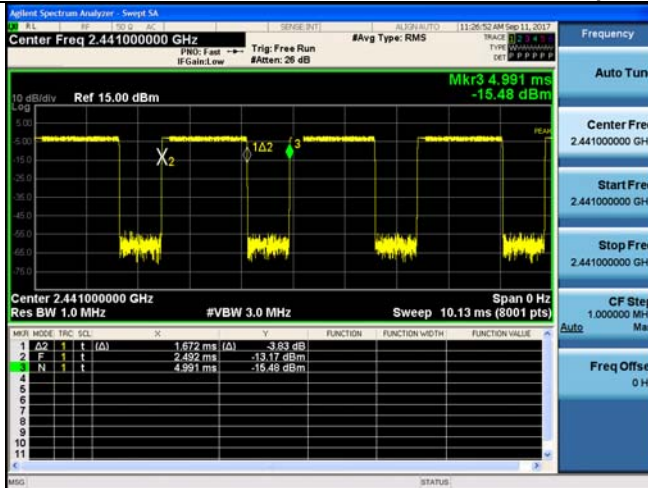 Agilent Spectrum Analyzer - Swept SA
RL RF 50 Ω AC SENSE:INT ALIGN AUTO 11:26:52 AM Sep 11, 2017
Center Freq 2.441000000 GHz
PNO: Fast
IFGain:Low
Trig: Free Run
#Atten: 26 dB
#Avg Type: RMS
TRACE 1 2 3 4 5 6
TYPE
DET P P P P P P
Mkr3 4.991 ms
-15.48 dBm
10 dB/div Ref 15.00 dBm
Log
5.00
-5.00
-15.0
-25.0
-35.0
-45.0
-55.0
-65.0
-75.0
PEAK
2
1Δ2
3
Center 2.441000000 GHz Span 0 Hz
Res BW 1.0 MHz #VBW 3.0 MHz Sweep 10.13 ms (8001 pts)
MKR MODE TRC SCL X Y FUNCTION FUNCTION WIDTH FUNCTION VALUE
1 Δ2 1 t (Δ) 1.672 ms (Δ) -3.83 dB
2 F 1 t 2.492 ms -13.17 dBm
3 N 1 t 4.991 ms -15.48 dBm
4
5
6
7
8
9
10
11
MSG STATUS
Frequency
Auto Tun
Center Fre
2.441000000 GH
Start Fre
2.441000000 GH
Stop Fre
2.441000000 GH
CF Ste
1.000000 MH
Auto Ma
Freq Offse
0 H